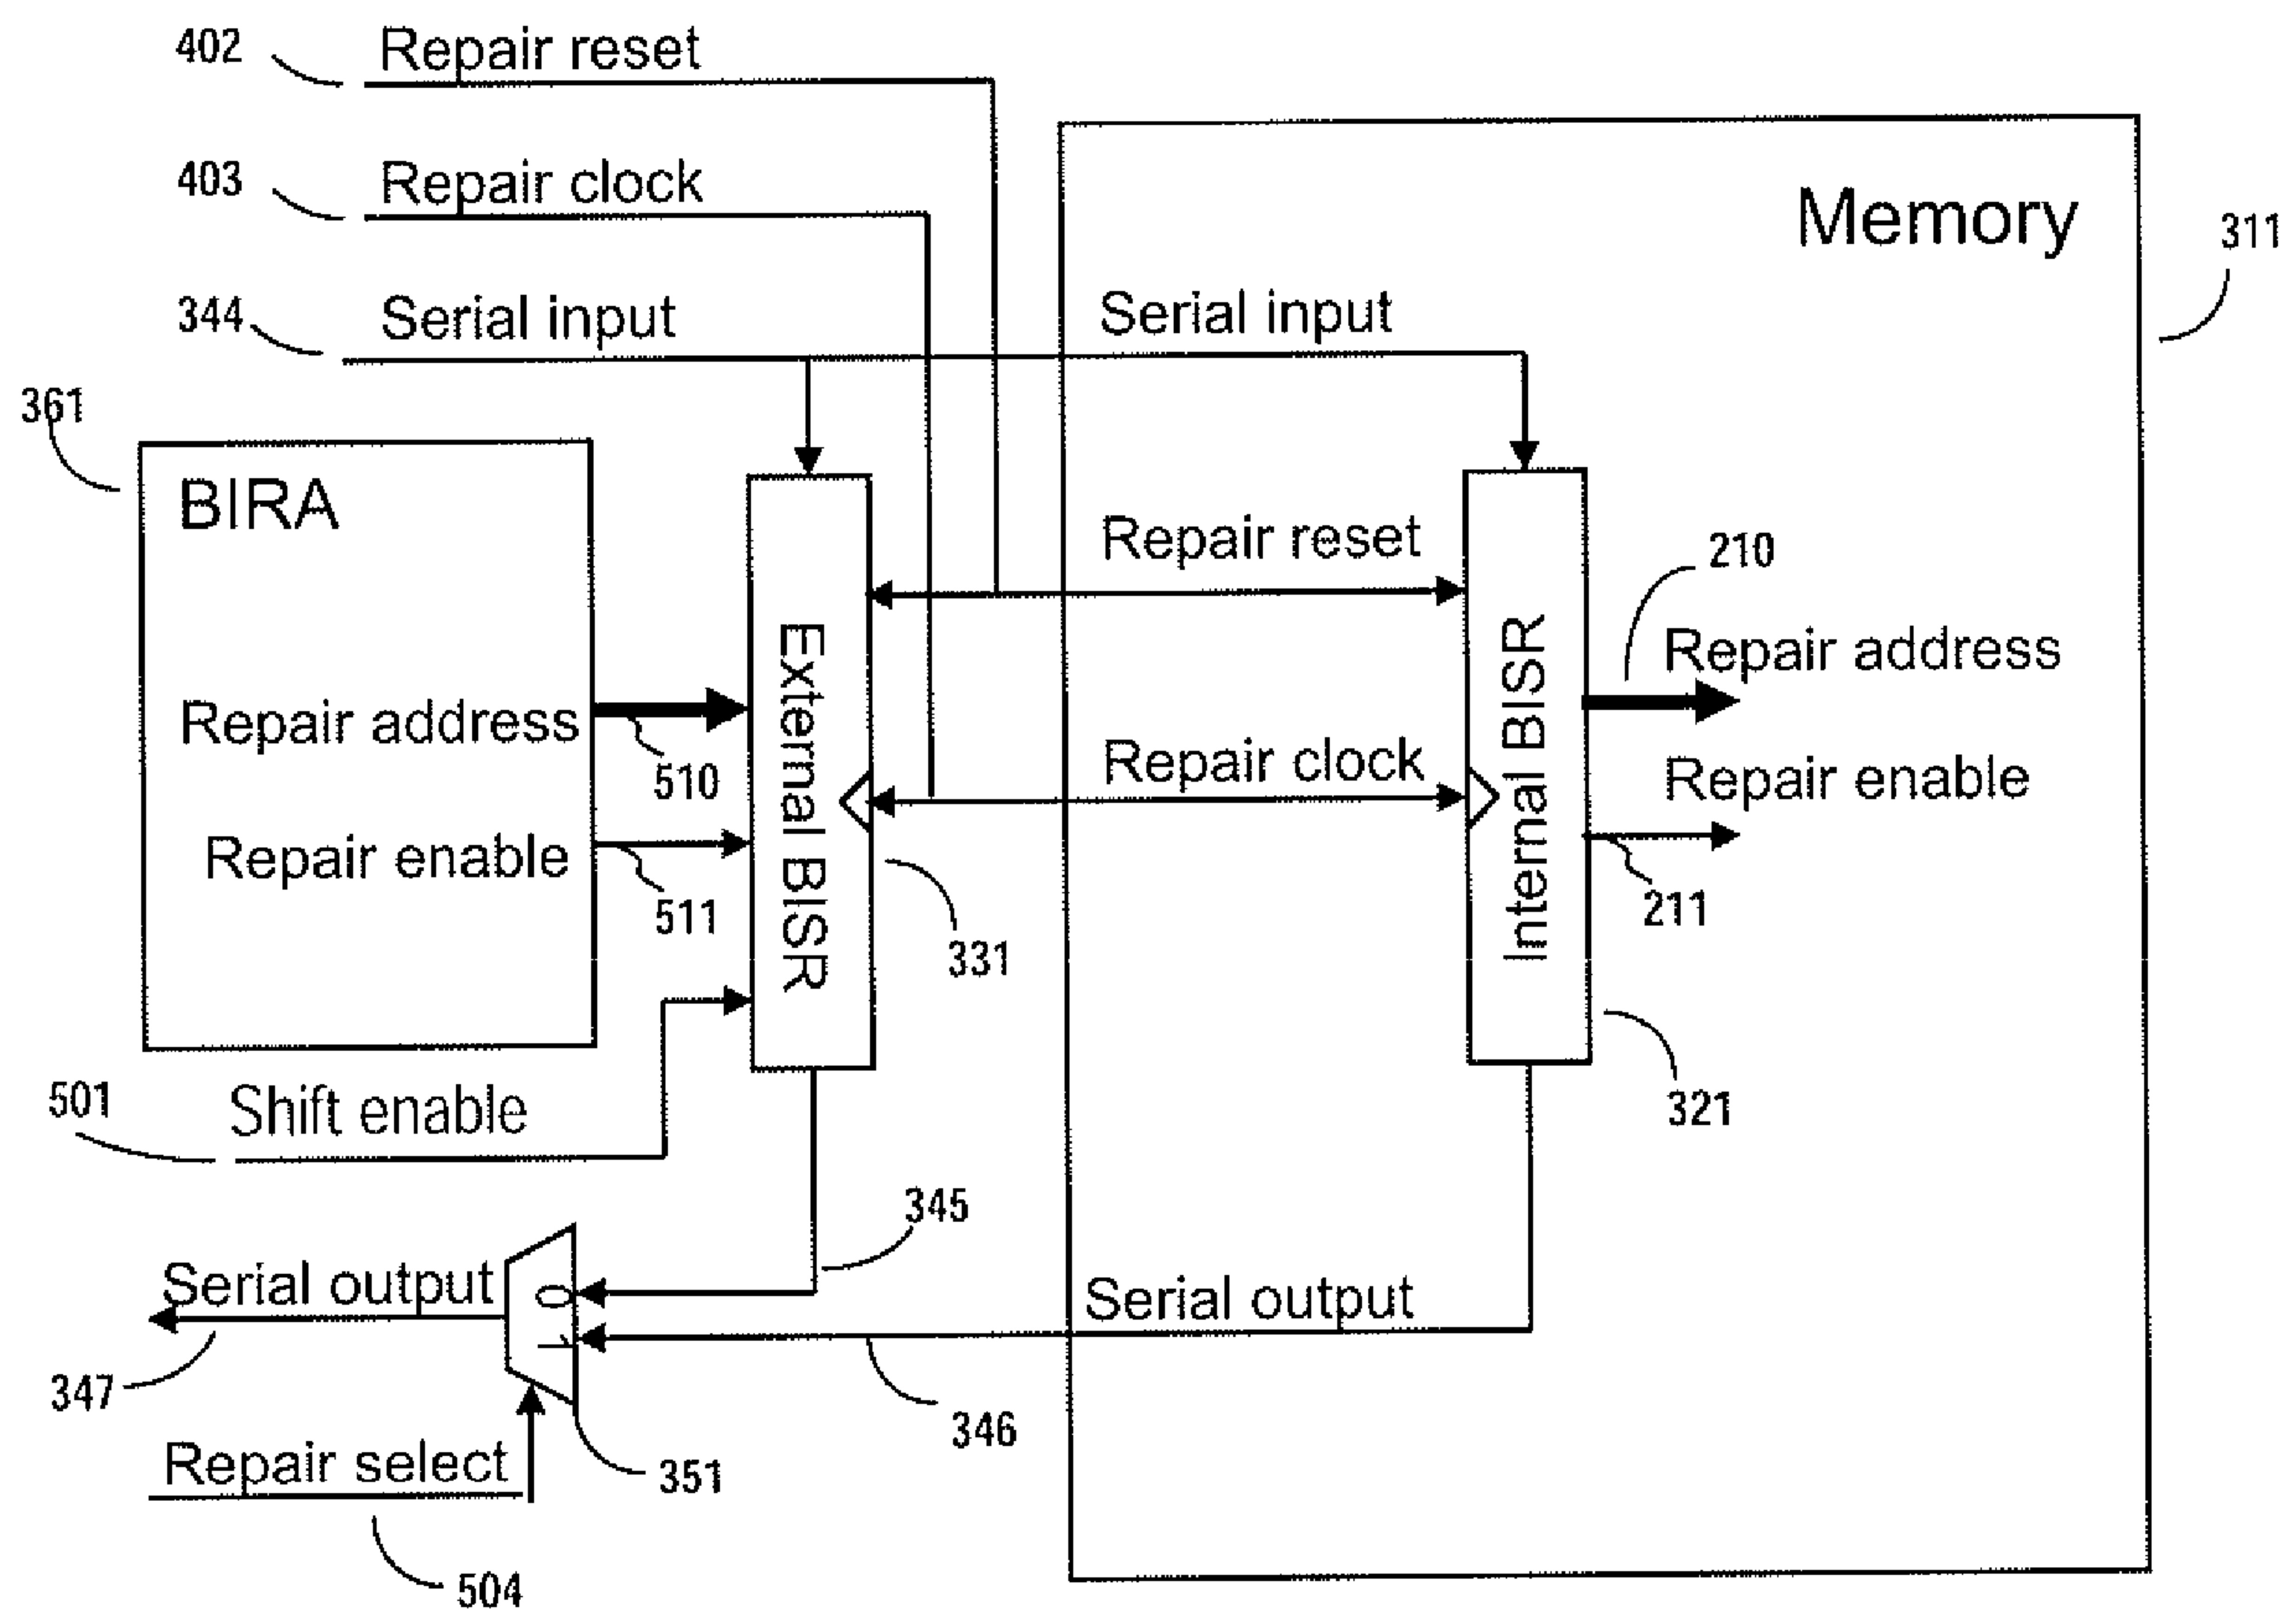 402 Repair reset
403 Repair clock
Memory
311
344 Serial input
Serial input
361
BIRA
Repair reset
210
Repair address
Repair address
510
Repair clock
Repair enable
Repair enable
511
211
External BISR
Internal BISR
331
321
501 Shift enable
345
Serial output
0
1
Serial output
347
346
Repair select
351
504